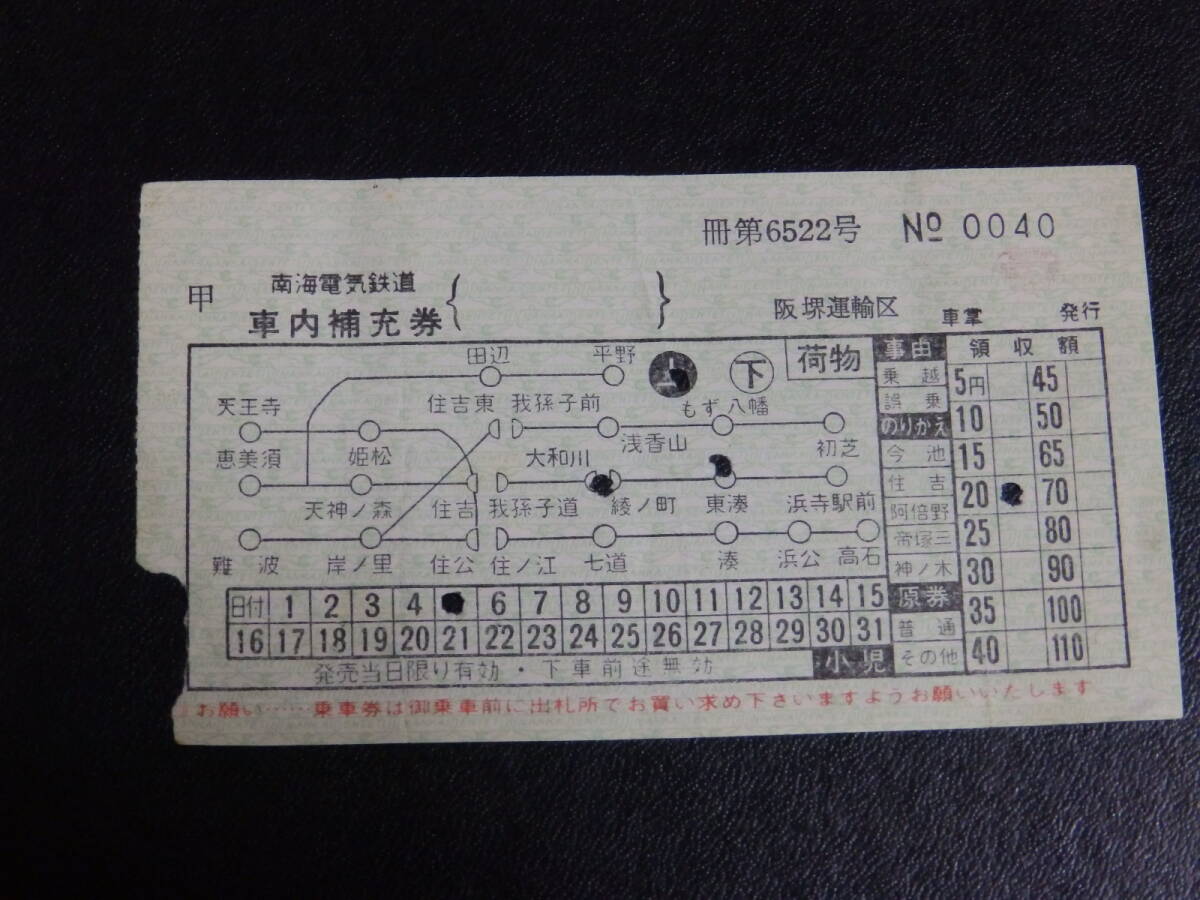 冊第6522号 № 0040
甲 南海電気鉄道
車内補充券 { } 阪堺運輸区 車掌 発行
田辺 平野 上 下 荷物
天王寺 住吉東 我孫子前 もず八幡
恵美須 姫松 大和川 浅香山 初芝
天神ノ森 住吉 我孫子道 綾ノ町 東湊 浜寺駅前
難波 岸ノ里 住公 住ノ江 七道 湊 浜公 高石
事由 領収額
乗越 5円 45
誤乗 10 50
のりかえ
今池 15 65
住吉 20 70
阿倍野
帝塚三 25 80
神ノ木 30 90
原券 35 100
普通
小児 その他 40 110
日付 1 2 3 4 6 7 8 9 10 11 12 13 14 15
16 17 18 19 20 21 22 23 24 25 26 27 28 29 30 31
発売当日限り有効・下車前途無効
お願い……乗車券は御乗車前に出札所でお買い求め下さいますようお願いいたします